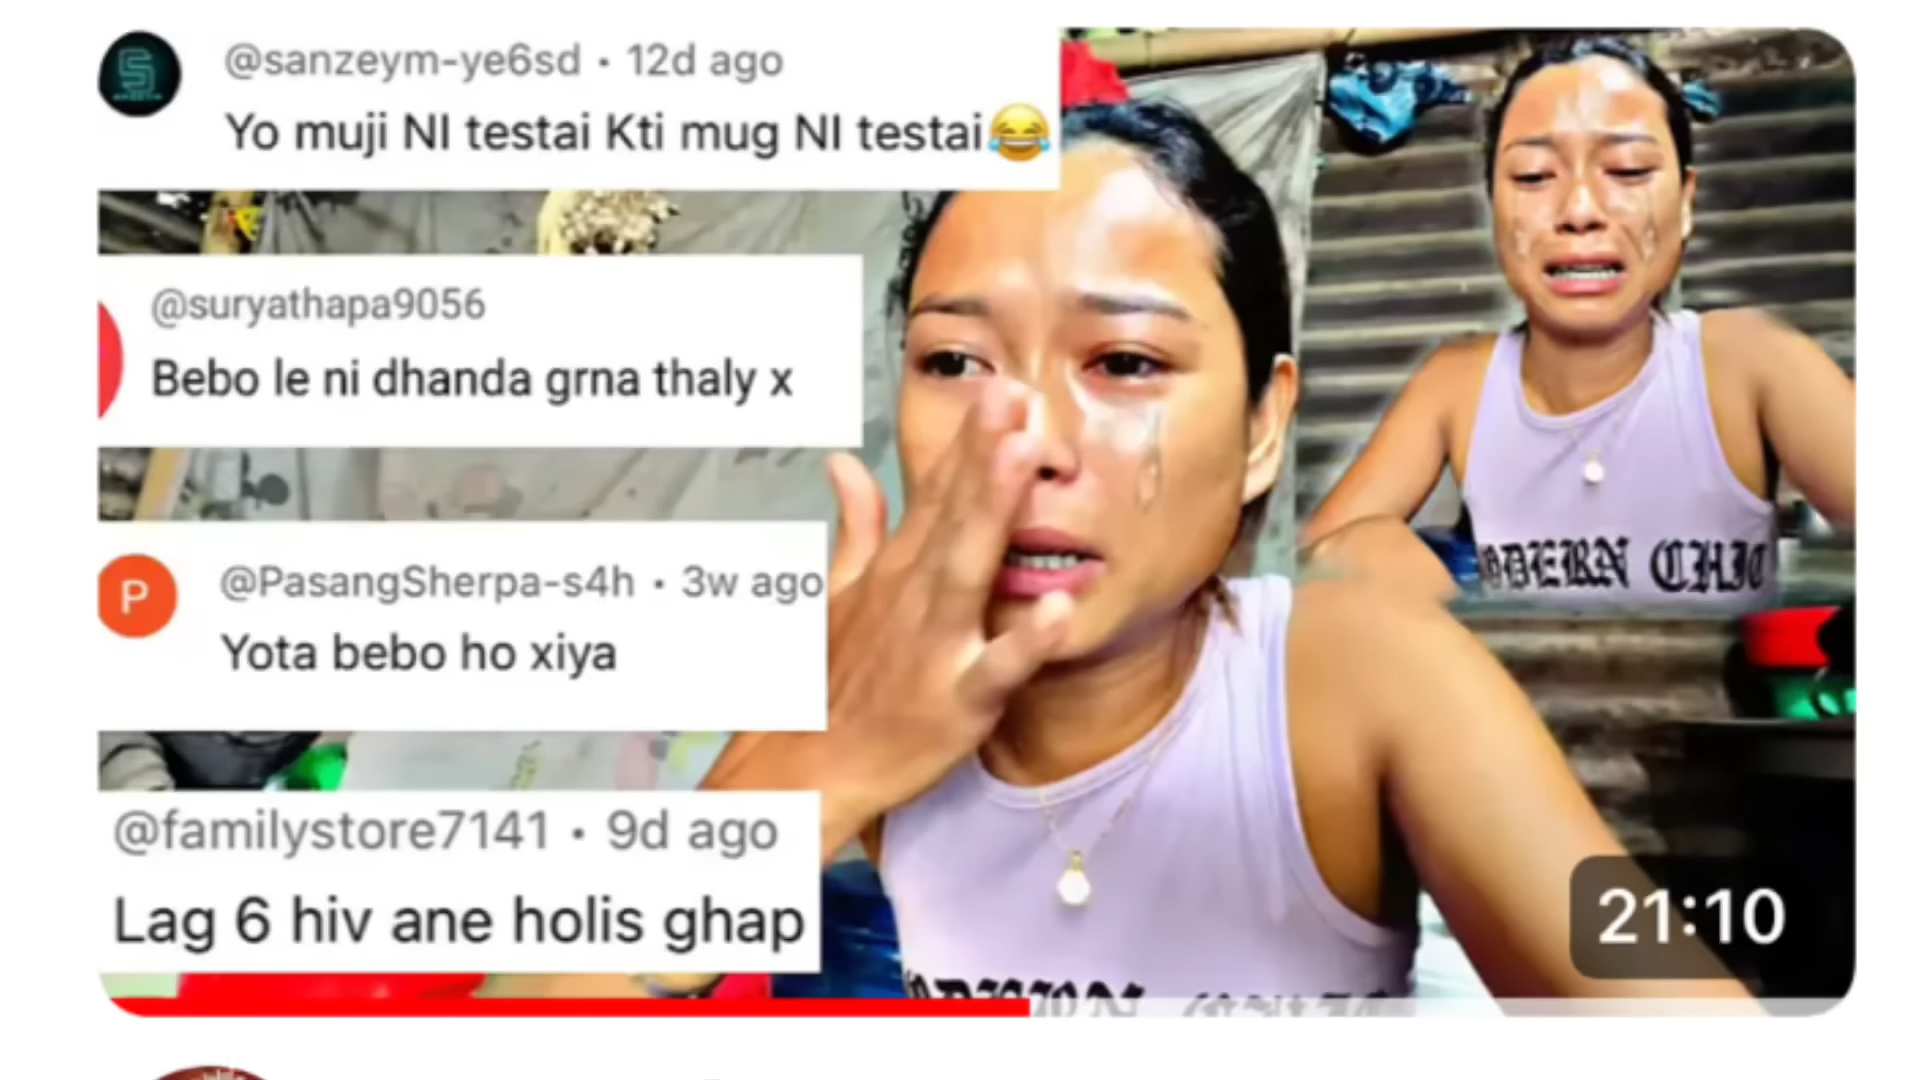 @sanzeym-ye6sd • 12d ago
Yo muji NI testai Kti mug NI testai😂
@suryathapa9056
Bebo le ni dhanda grna thaly x
P
@PasangSherpa-s4h • 3w ago
Yota bebo ho xiya
@familystore7141 • 9d ago
Lag 6 hiv ane holis ghap
ODERN CHIC
21:10